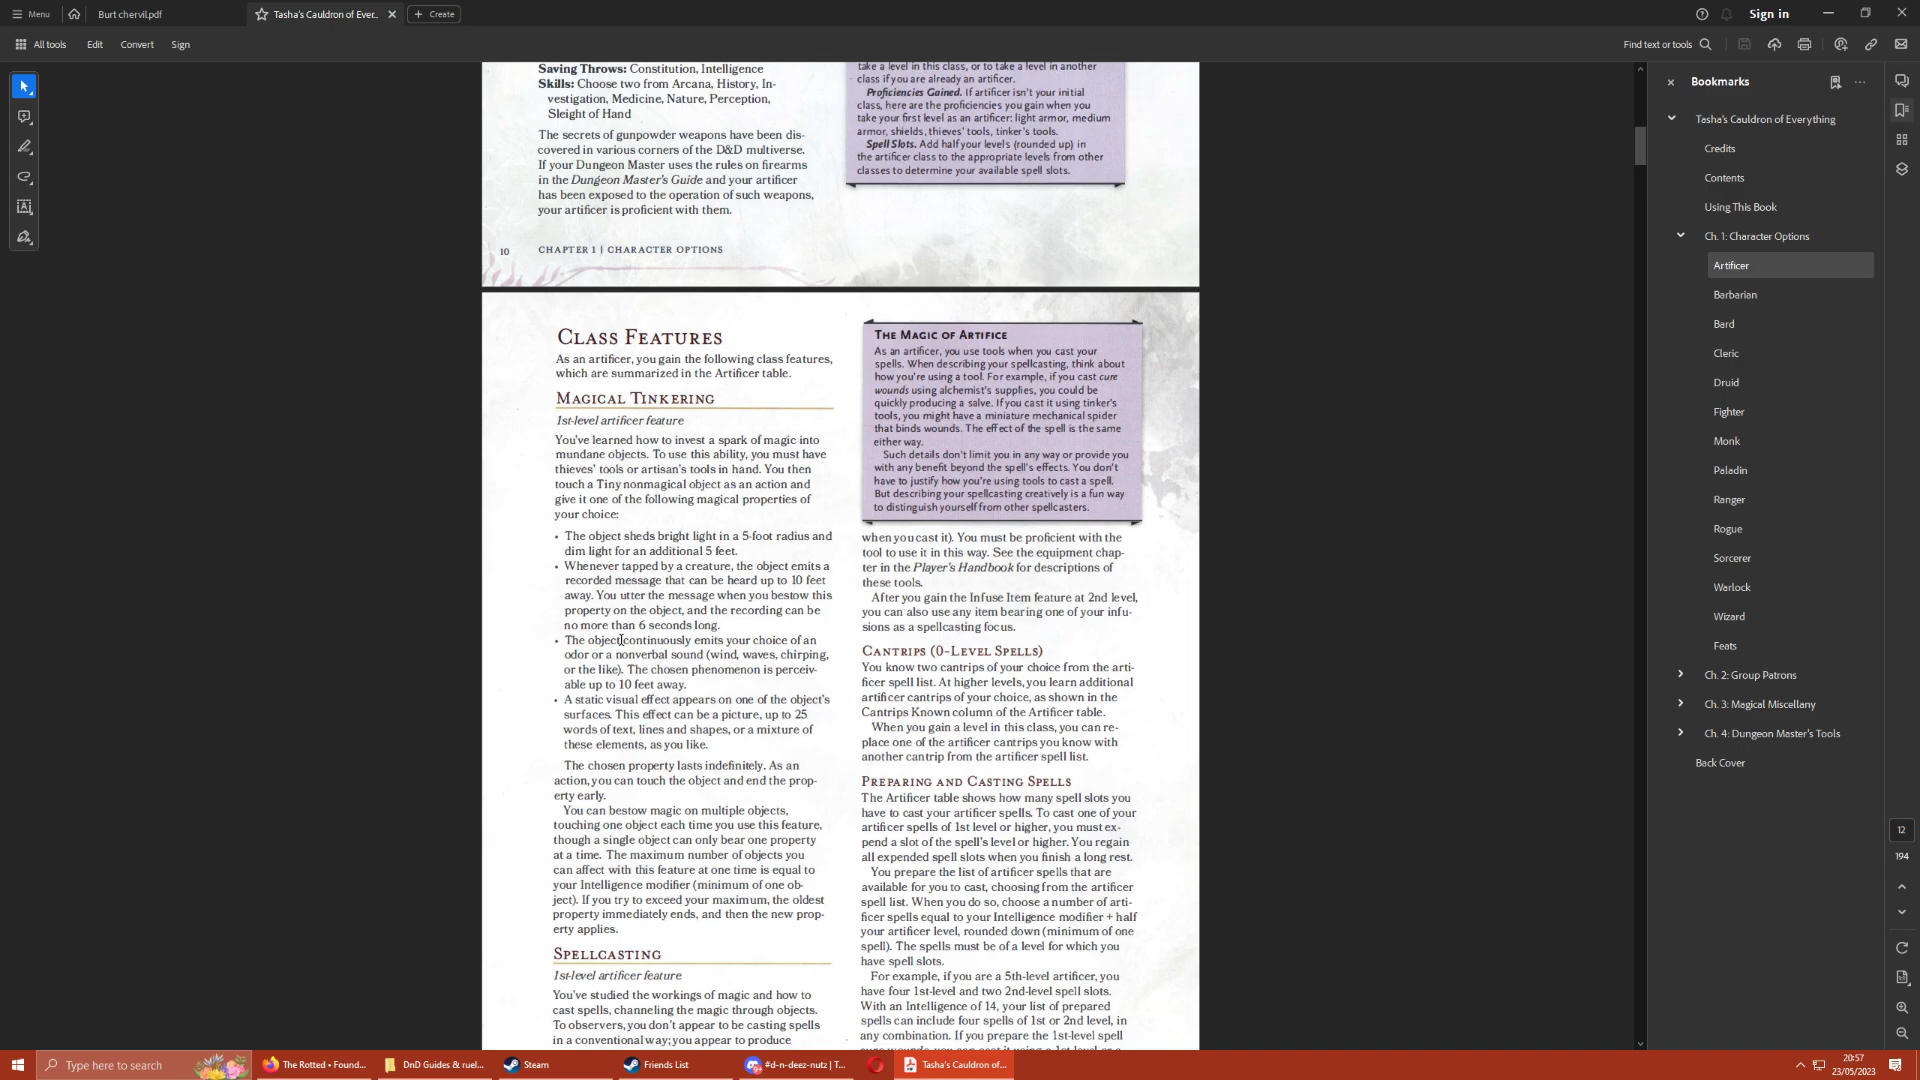 Menu
Burt chervil.pdf
Tasha's Cauldron of Ever...
Create
Sign in
All tools
Edit
Convert
Sign
Find text or tools
Saving Throws: Constitution, Intelligence
Skills: Choose two from Arcana, History, In-
vestigation, Medicine, Nature, Perception,
Sleight of Hand
The secrets of gunpowder weapons have been dis-
covered in various corners of the D&D multiverse.
If your Dungeon Master uses the rules on firearms
in the Dungeon Master's Guide and your artificer
has been exposed to the operation of such weapons,
your artificer is proficient with them.
10 CHAPTER 1 | CHARACTER OPTIONS
take a level in this class, or to take a level in another
class if you are already an artificer.
Proficiencies Gained. If artificer isn't your initial
class, here are the proficiencies you gain when you
take your first level as an artificer: light armor, medium
armor, shields, thieves' tools, tinker's tools.
Spell Slots. Add half your levels (rounded up) in
the artificer class to the appropriate levels from other
classes to determine your available spell slots.
CLASS FEATURES
As an artificer, you gain the following class features,
which are summarized in the Artificer table.
MAGICAL TINKERING
1st-level artificer feature
You've learned how to invest a spark of magic into
mundane objects. To use this ability, you must have
thieves' tools or artisan's tools in hand. You then
touch a Tiny nonmagical object as an action and
give it one of the following magical properties of
your choice:
• The object sheds bright light in a 5-foot radius and
dim light for an additional 5 feet.
• Whenever tapped by a creature, the object emits a
recorded message that can be heard up to 10 feet
away. You utter the message when you bestow this
property on the object, and the recording can be
no more than 6 seconds long.
• The object continuously emits your choice of an
odor or a nonverbal sound (wind, waves, chirping,
or the like). The chosen phenomenon is perceiv-
able up to 10 feet away.
• A static visual effect appears on one of the object's
surfaces. This effect can be a picture, up to 25
words of text, lines and shapes, or a mixture of
these elements, as you like.
The chosen property lasts indefinitely. As an
action, you can touch the object and end the prop-
erty early.
You can bestow magic on multiple objects,
touching one object each time you use this feature,
though a single object can only bear one property
at a time. The maximum number of objects you
can affect with this feature at one time is equal to
your Intelligence modifier (minimum of one ob-
ject). If you try to exceed your maximum, the oldest
property immediately ends, and then the new prop-
erty applies.
SPELLCASTING
1st-level artificer feature
You've studied the workings of magic and how to
cast spells, channeling the magic through objects.
To observers, you don't appear to be casting spells
in a conventional way; you appear to produce
THE MAGIC OF ARTIFICE
As an artificer, you use tools when you cast your
spells. When describing your spellcasting, think about
how you're using a tool. For example, if you cast cure
wounds using alchemist's supplies, you could be
quickly producing a salve. If you cast it using tinker's
tools, you might have a miniature mechanical spider
that binds wounds. The effect of the spell is the same
either way.
Such details don't limit you in any way or provide you
with any benefit beyond the spell's effects. You don't
have to justify how you're using tools to cast a spell.
But describing your spellcasting creatively is a fun way
to distinguish yourself from other spellcasters.
when you cast it). You must be proficient with the
tool to use it in this way. See the equipment chap-
ter in the Player's Handbook for descriptions of
these tools.
After you gain the Infuse Item feature at 2nd level,
you can also use any item bearing one of your infu-
sions as a spellcasting focus.
CANTRIPS (0-LEVEL SPELLS)
You know two cantrips of your choice from the arti-
ficer spell list. At higher levels, you learn additional
artificer cantrips of your choice, as shown in the
Cantrips Known column of the Artificer table.
When you gain a level in this class, you can re-
place one of the artificer cantrips you know with
another cantrip from the artificer spell list.
PREPARING AND CASTING SPELLS
The Artificer table shows how many spell slots you
have to cast your artificer spells. To cast one of your
artificer spells of 1st level or higher, you must ex-
pend a slot of the spell's level or higher. You regain
all expended spell slots when you finish a long rest.
You prepare the list of artificer spells that are
available for you to cast, choosing from the artificer
spell list. When you do so, choose a number of arti-
ficer spells equal to your Intelligence modifier + half
your artificer level, rounded down (minimum of one
spell). The spells must be of a level for which you
have spell slots.
For example, if you are a 5th-level artificer, you
have four 1st-level and two 2nd-level spell slots.
With an Intelligence of 14, your list of prepared
spells can include four spells of 1st or 2nd level, in
any combination. If you prepare the 1st-level spell
Bookmarks
Tasha's Cauldron of Everything
Credits
Contents
Using This Book
Ch. 1: Character Options
Artificer
Barbarian
Bard
Cleric
Druid
Fighter
Monk
Paladin
Ranger
Rogue
Sorcerer
Warlock
Wizard
Feats
Ch. 2: Group Patrons
Ch. 3: Magical Miscellany
Ch. 4: Dungeon Master's Tools
Back Cover
12
194
Type here to search
The Rotted • Found...
DnD Guides & ruel...
Steam
Friends List
#d-n-deez-nutz | T...
Tasha's Cauldron of...
20:57
23/05/2023